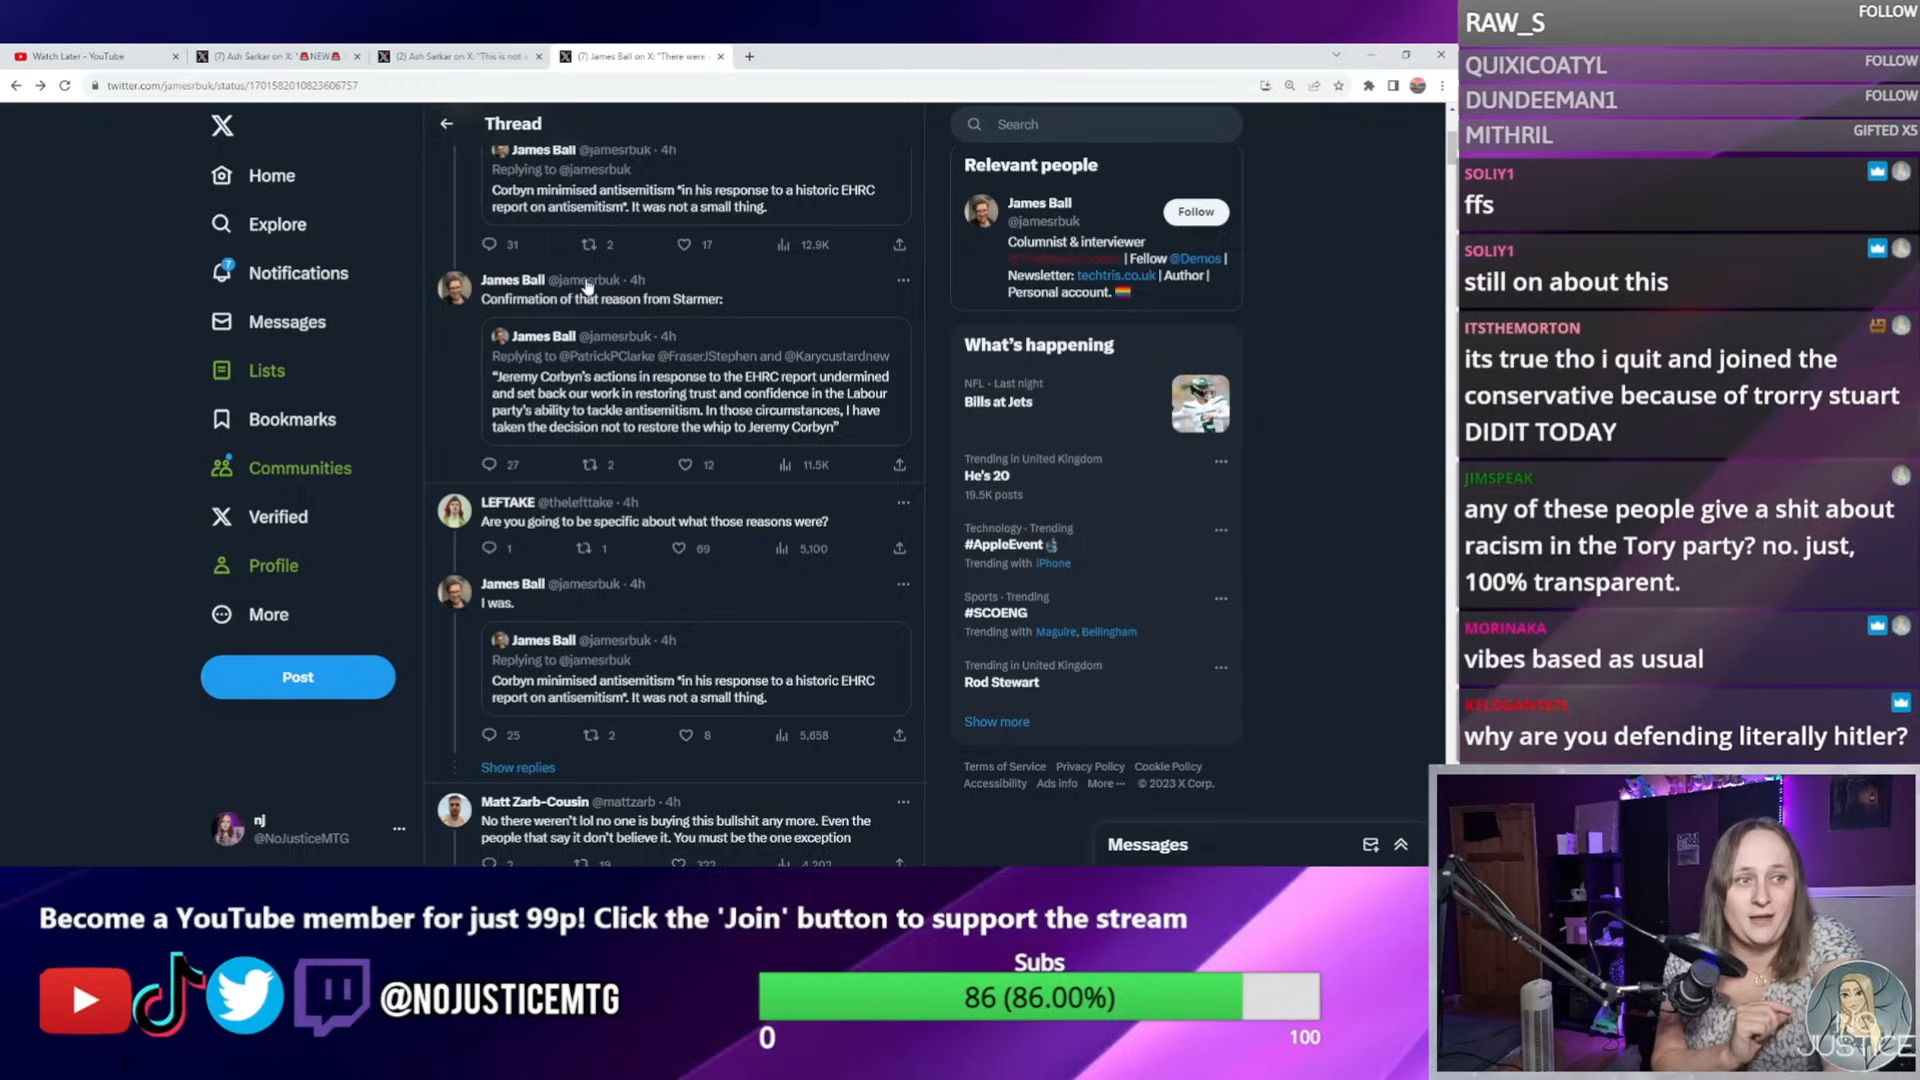 Watch Later - YouTube
(7) Ash Sarkar on X: "🚨NEW🚨
(2) Ash Sarkar on X: "This is not
(7) James Ball on X: "There were
twitter.com/jamesrbuk/status/1701582010823606757
Home
Explore
7
Notifications
Messages
Lists
Bookmarks
Communities
Verified
Profile
More
Post
nj
@NoJusticeMTG
Thread
James Ball @jamesrbuk · 4h
Replying to @jamesrbuk
Corbyn minimised antisemitism *in his response to a historic EHRC
report on antisemitism*. It was not a small thing.
31 2 17 12.9K
James Ball @jamesrbuk · 4h
Confirmation of that reason from Starmer:
James Ball @jamesrbuk · 4h
Replying to @PatrickPClarke @FraserJStephen and @Karycustardnew
"Jeremy Corbyn's actions in response to the EHRC report undermined
and set back our work in restoring trust and confidence in the Labour
party's ability to tackle antisemitism. In those circumstances, I have
taken the decision not to restore the whip to Jeremy Corbyn"
27 2 12 11.5K
LEFTAKE @thelefttake · 4h
Are you going to be specific about what those reasons were?
1 1 69 5,100
James Ball @jamesrbuk · 4h
I was.
James Ball @jamesrbuk · 4h
Replying to @jamesrbuk
Corbyn minimised antisemitism *in his response to a historic EHRC
report on antisemitism*. It was not a small thing.
25 2 8 5,658
Show replies
Matt Zarb-Cousin @mattzarb · 4h
No there weren't lol no one is buying this bullshit any more. Even the
people that say it don't believe it. You must be the one exception
2 19 322 4,202
Search
Relevant people
James Ball
@jamesrbuk
Follow
Columnist & interviewer
| Fellow @Demos |
Newsletter: techtris.co.uk | Author |
Personal account.
What's happening
NFL · Last night
Bills at Jets
Trending in United Kingdom
He's 20
19.5K posts
Technology · Trending
#AppleEvent
Trending with iPhone
Sports · Trending
#SCOENG
Trending with Maguire, Bellingham
Trending in United Kingdom
Rod Stewart
Show more
Terms of Service Privacy Policy Cookie Policy
Accessibility Ads info More ··· © 2023 X Corp.
Messages
RAW_S FOLLOW
QUIXICOATYL FOLLOW
DUNDEEMAN1 FOLLOW
MITHRIL GIFTED X5
SOLIY1
ffs
SOLIY1
still on about this
ITSTHEMORTON
its true tho i quit and joined the
conservative because of trorry stuart
DIDIT TODAY
JIMSPEAK
any of these people give a shit about
racism in the Tory party? no. just,
100% transparent.
MORINAKA
vibes based as usual
why are you defending literally hitler?
Become a YouTube member for just 99p! Click the 'Join' button to support the stream
@NOJUSTICEMTG
Subs
86 (86.00%)
0 100
NO
JUSTICE